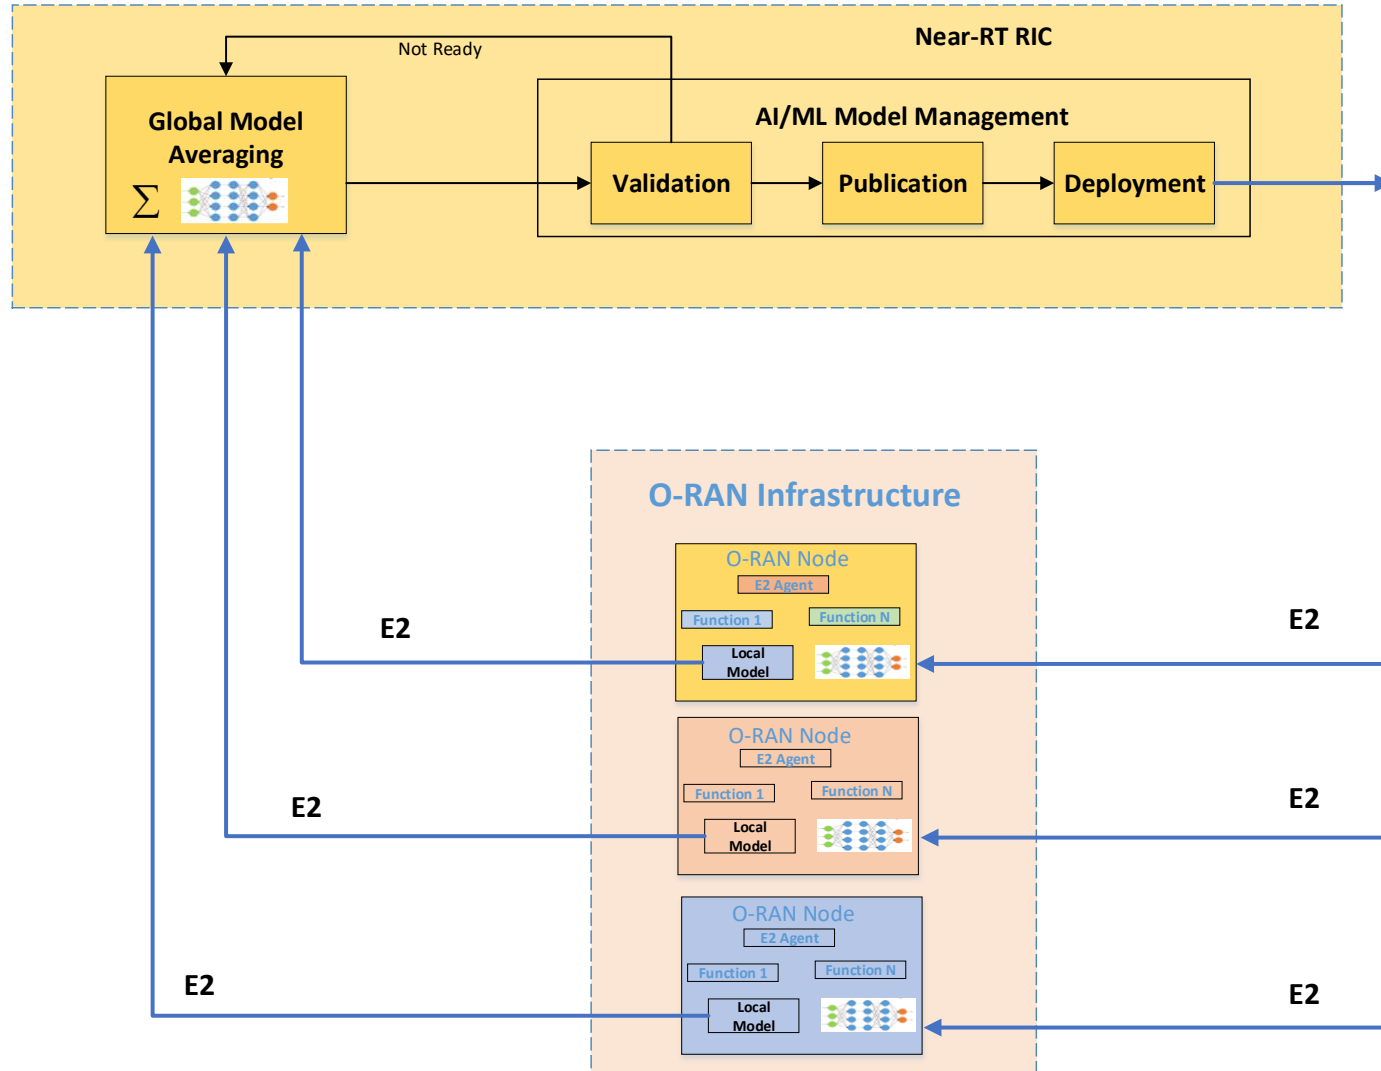 Near-RT RIC
Not Ready
Global Model
Averaging
∑
AI/ML Model Management
Validation
Publication
Deployment
O-RAN Infrastructure
O-RAN Node
E2 Agent
Function 1
Function N
Local
Model
E2
E2
O-RAN Node
E2 Agent
Function 1
Function N
Local
Model
E2
E2
O-RAN Node
E2 Agent
Function 1
Function N
Local
Model
E2
E2